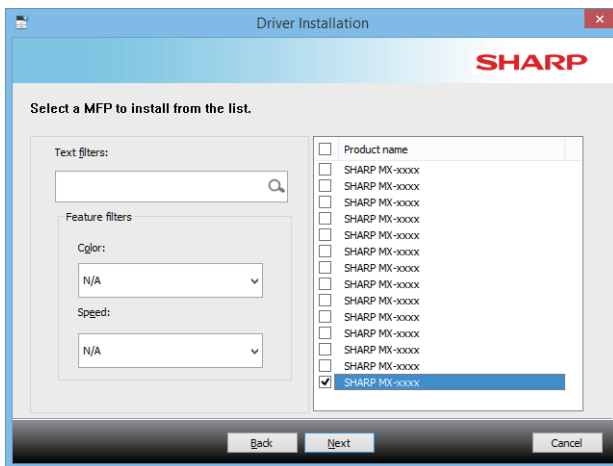 Driver Installation
SHARP
Select a MFP to install from the list.
Text filters:
Feature filters
Color:
N/A
Speed:
N/A
Product name
SHARP MX-xxxx
SHARP MX-xxxx
SHARP MX-xxxx
SHARP MX-xxxx
SHARP MX-xxxx
SHARP MX-xxxx
SHARP MX-xxxx
SHARP MX-xxxx
SHARP MX-xxxx
SHARP MX-xxxx
SHARP MX-xxxx
SHARP MX-xxxx
SHARP MX-xxxx
SHARP MX-xxxx
Back Next Cancel